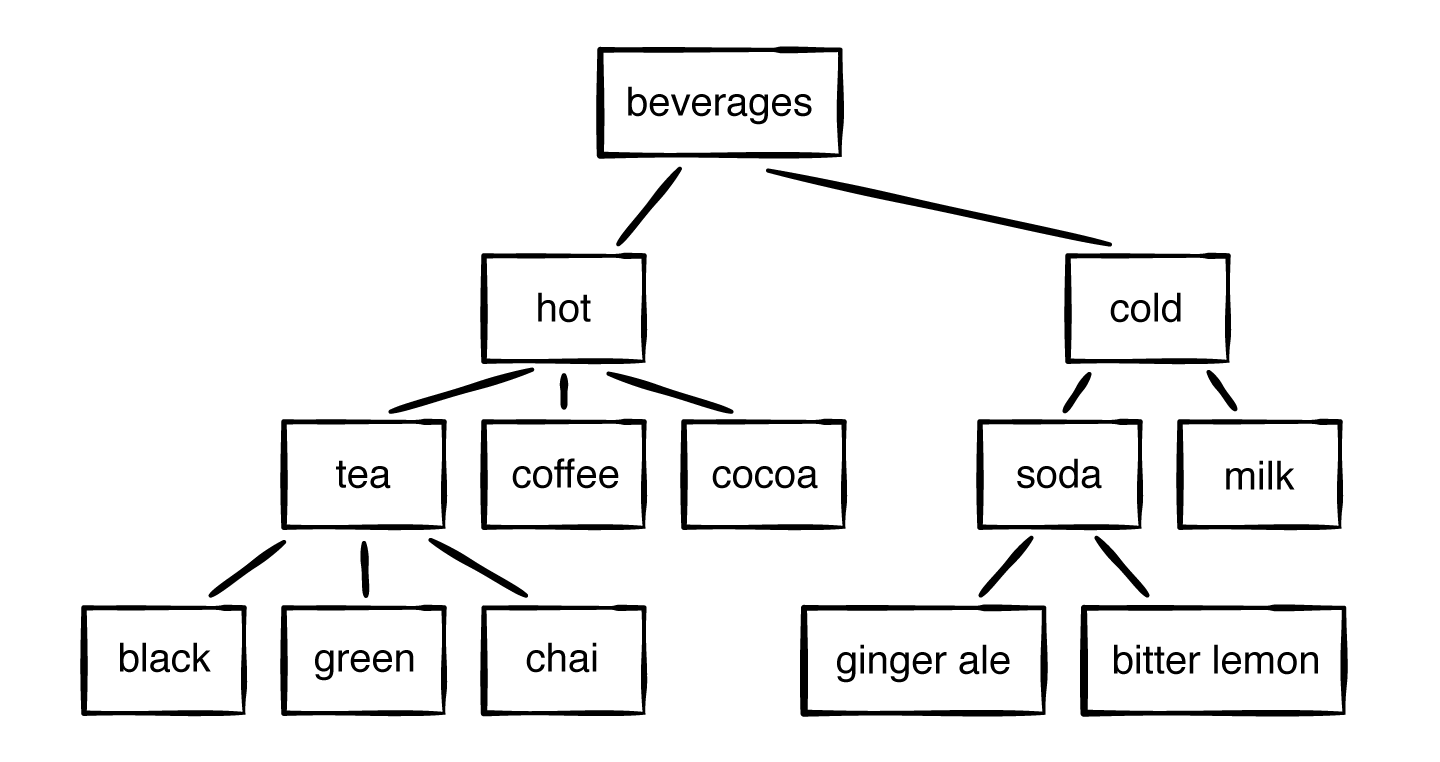 beverages
hot
cold
tea
coffee
cocoa
soda
milk
black
green
chai
ginger ale
bitter lemon